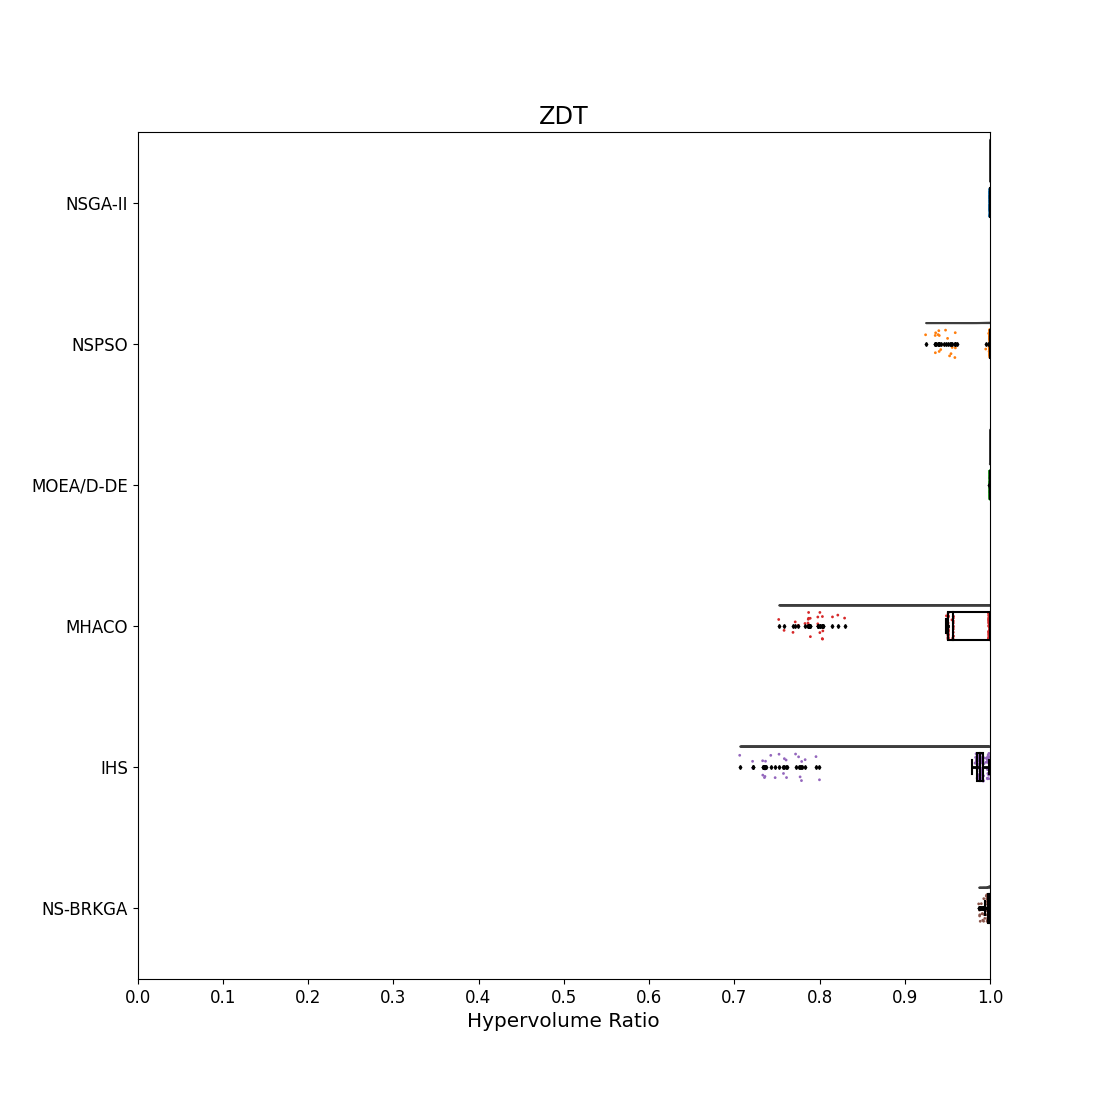 ZDT
NSGA-II
NSPSO
MOEA/D-DE
MHACO
IHS
NS-BRKGA
0.0 0.1 0.2 0.3 0.4 0.5 0.6 0.7 0.8 0.9 1.0
Hypervolume Ratio